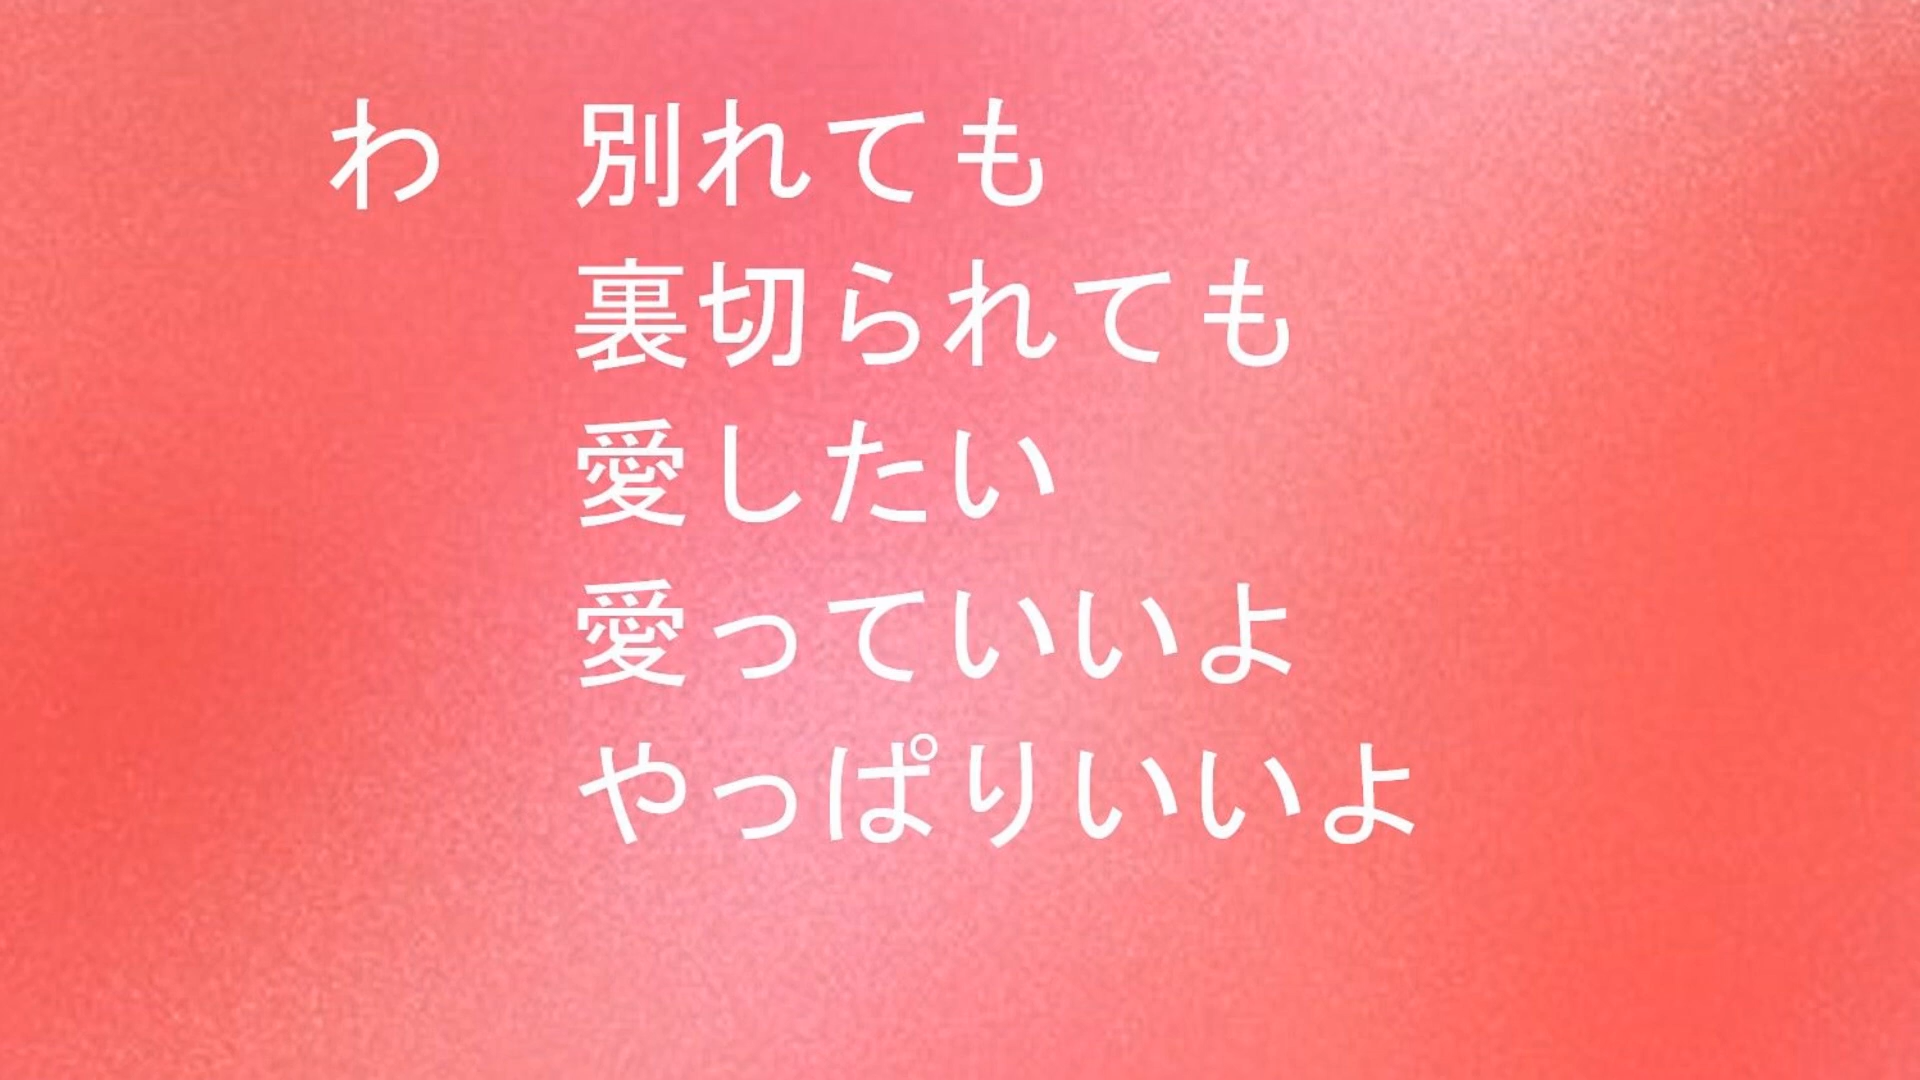 わ　別れても
裏切られても
愛したい
愛っていいよ
やっぱりいいよ